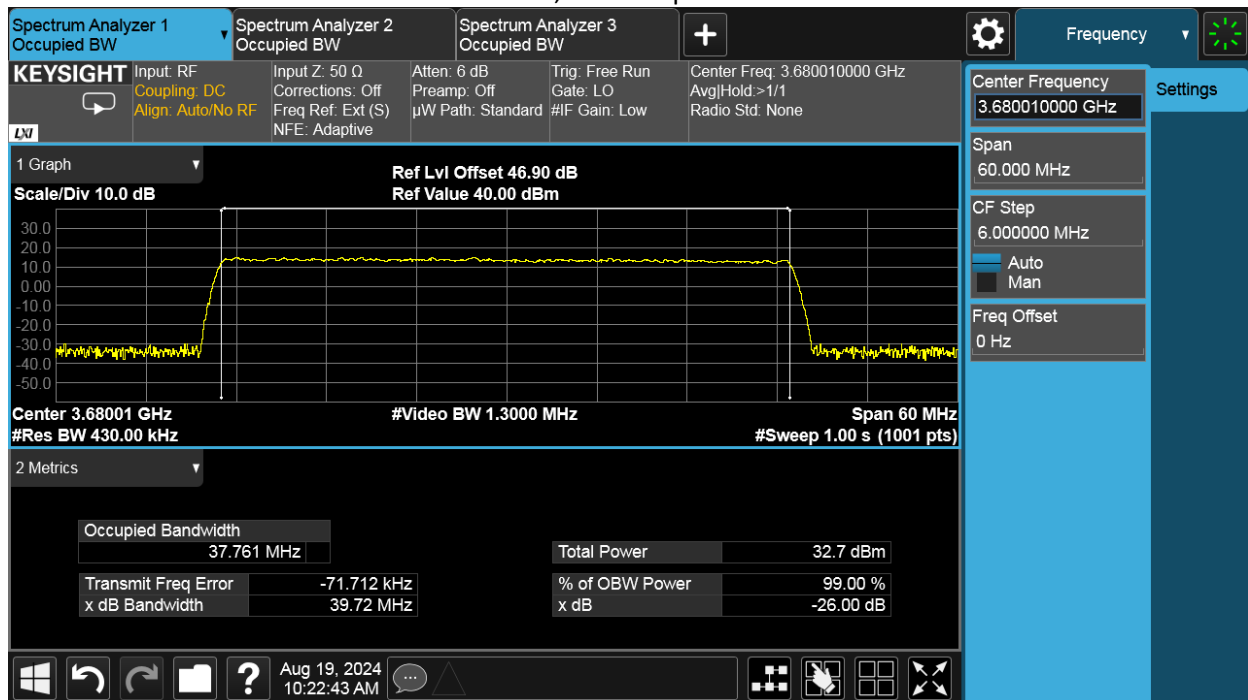 Spectrum Analyzer 1
Occupied BW
Spectrum Analyzer 2
Occupied BW
Spectrum Analyzer 3
Occupied BW
Frequency
KEYSIGHT
LXI
Input: RF
Coupling: DC
Align: Auto/No RF
Input Z: 50 Ω
Corrections: Off
Freq Ref: Ext (S)
NFE: Adaptive
Atten: 6 dB
Preamp: Off
µW Path: Standard
Trig: Free Run
Gate: LO
#IF Gain: Low
Center Freq: 3.680010000 GHz
Avg|Hold:>1/1
Radio Std: None
Center Frequency
3.680010000 GHz
Settings
Span
60.000 MHz
CF Step
6.000000 MHz
Auto
Man
Freq Offset
0 Hz
1 Graph
Scale/Div 10.0 dB
Ref Lvl Offset 46.90 dB
Ref Value 40.00 dBm
30.0
20.0
10.0
0.00
-10.0
-20.0
-30.0
-40.0
-50.0
Center 3.68001 GHz
#Res BW 430.00 kHz
#Video BW 1.3000 MHz
Span 60 MHz
#Sweep 1.00 s (1001 pts)
2 Metrics
Occupied Bandwidth
37.761 MHz
Total Power 32.7 dBm
Transmit Freq Error -71.712 kHz
% of OBW Power 99.00 %
x dB Bandwidth 39.72 MHz
x dB -26.00 dB
?
Aug 19, 2024
10:22:43 AM